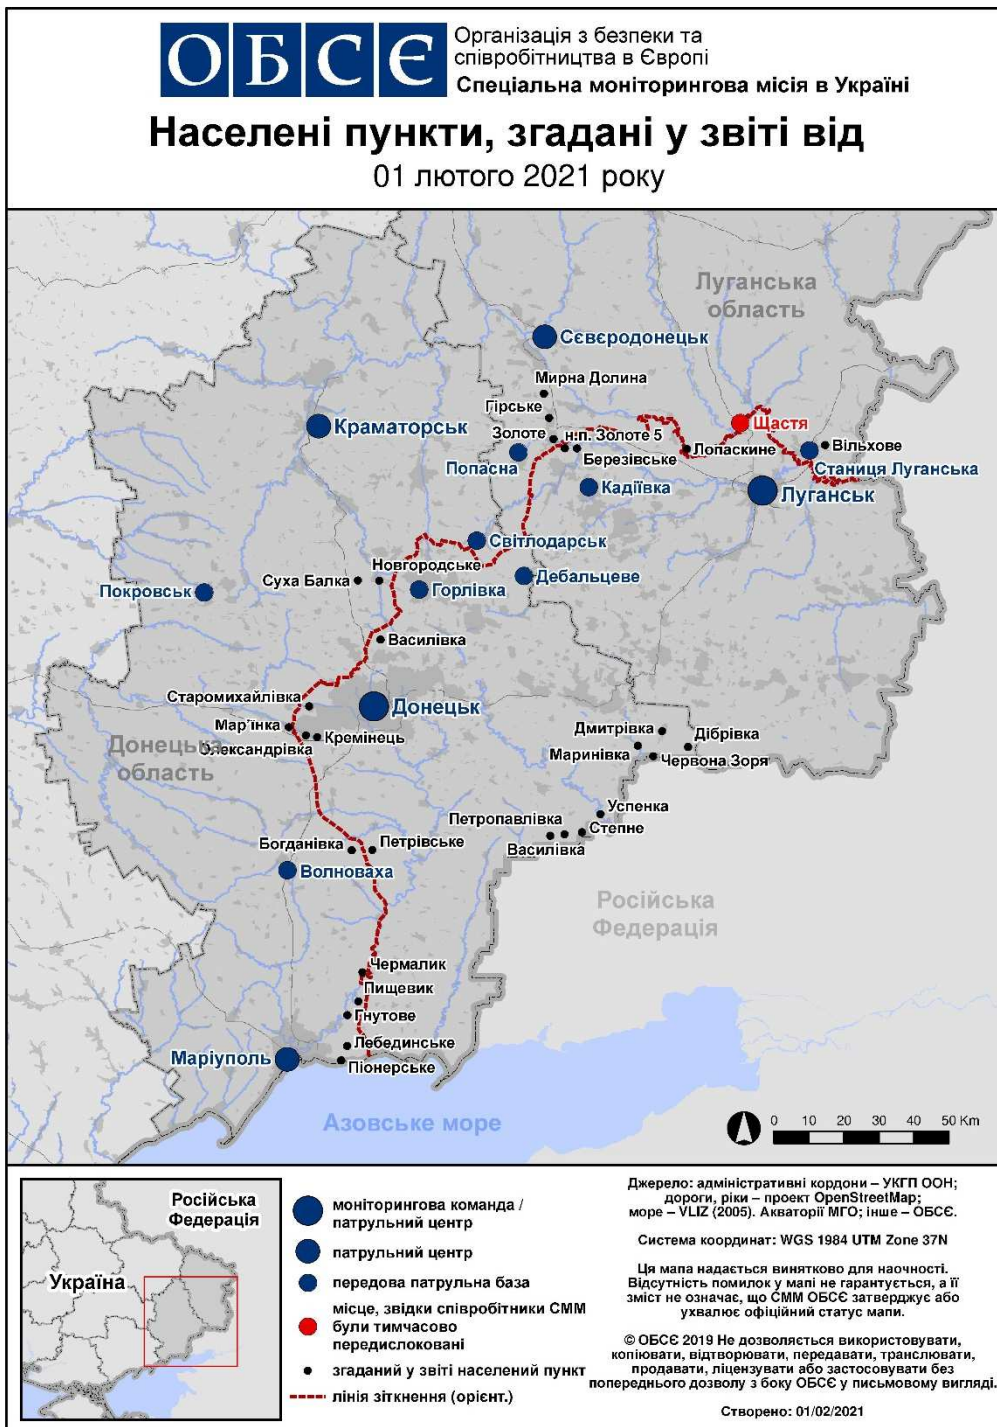 ОБСЄ
Організація з безпеки та
співробітництва в Європі
Спеціальна моніторингова місія в Україні
Населені пункти, згадані у звіті від
01 лютого 2021 року
Луганська
область
Сєвєродонецьк
Мирна Долина
Гірське
Краматорськ
Щастя
Золоте
н.п. Золоте 5
Попасна
Березівське
Лопаскине
Вільхове
Станиця Луганська
Кадіївка
Луганськ
Світлодарськ
Новгородське
Суха Балка
Дебальцеве
Покровськ
Горлівка
Василівка
Старомихайлівка
Донецьк
Мар'їнка
Кремінець
Олександрівка
Донецька
область
Дмитрівка
Дібрівка
Маринівка
Червона Зоря
Успенка
Петропавлівка
Степне
Василівка
Богданівка
Петрівське
Волноваха
Російська
Федерація
Чермалик
Пищевик
Гнутове
Лебединське
Маріуполь
Піонерське
Азовське море
0 10 20 30 40 50 Км
Російська
Федерація
Україна
моніторингова команда /
патрульний центр
патрульний центр
передова патрульна база
місце, звідки співробітники СММ
були тимчасово
передислоковані
згаданий у звіті населений пункт
лінія зіткнення (орієнт.)
Джерело: адміністративні кордони – УКГП ООН;
дороги, ріки – проект OpenStreetMap;
море – VLIZ (2005). Акваторії МГО; інше – ОБСЄ.
Система координат: WGS 1984 UTM Zone 37N
Ця мапа надається винятково для наочності.
Відсутність помилок у мапі не гарантується, а її
зміст не означає, що СММ ОБСЄ затверджує або
ухвалює офіційний статус мапи.
© ОБСЄ 2019 Не дозволяється використовувати,
копіювати, відтворювати, передавати, транслювати,
продавати, ліцензувати або застосовувати без
попереднього дозволу з боку ОБСЄ у письмовому вигляді.
Створено: 01/02/2021